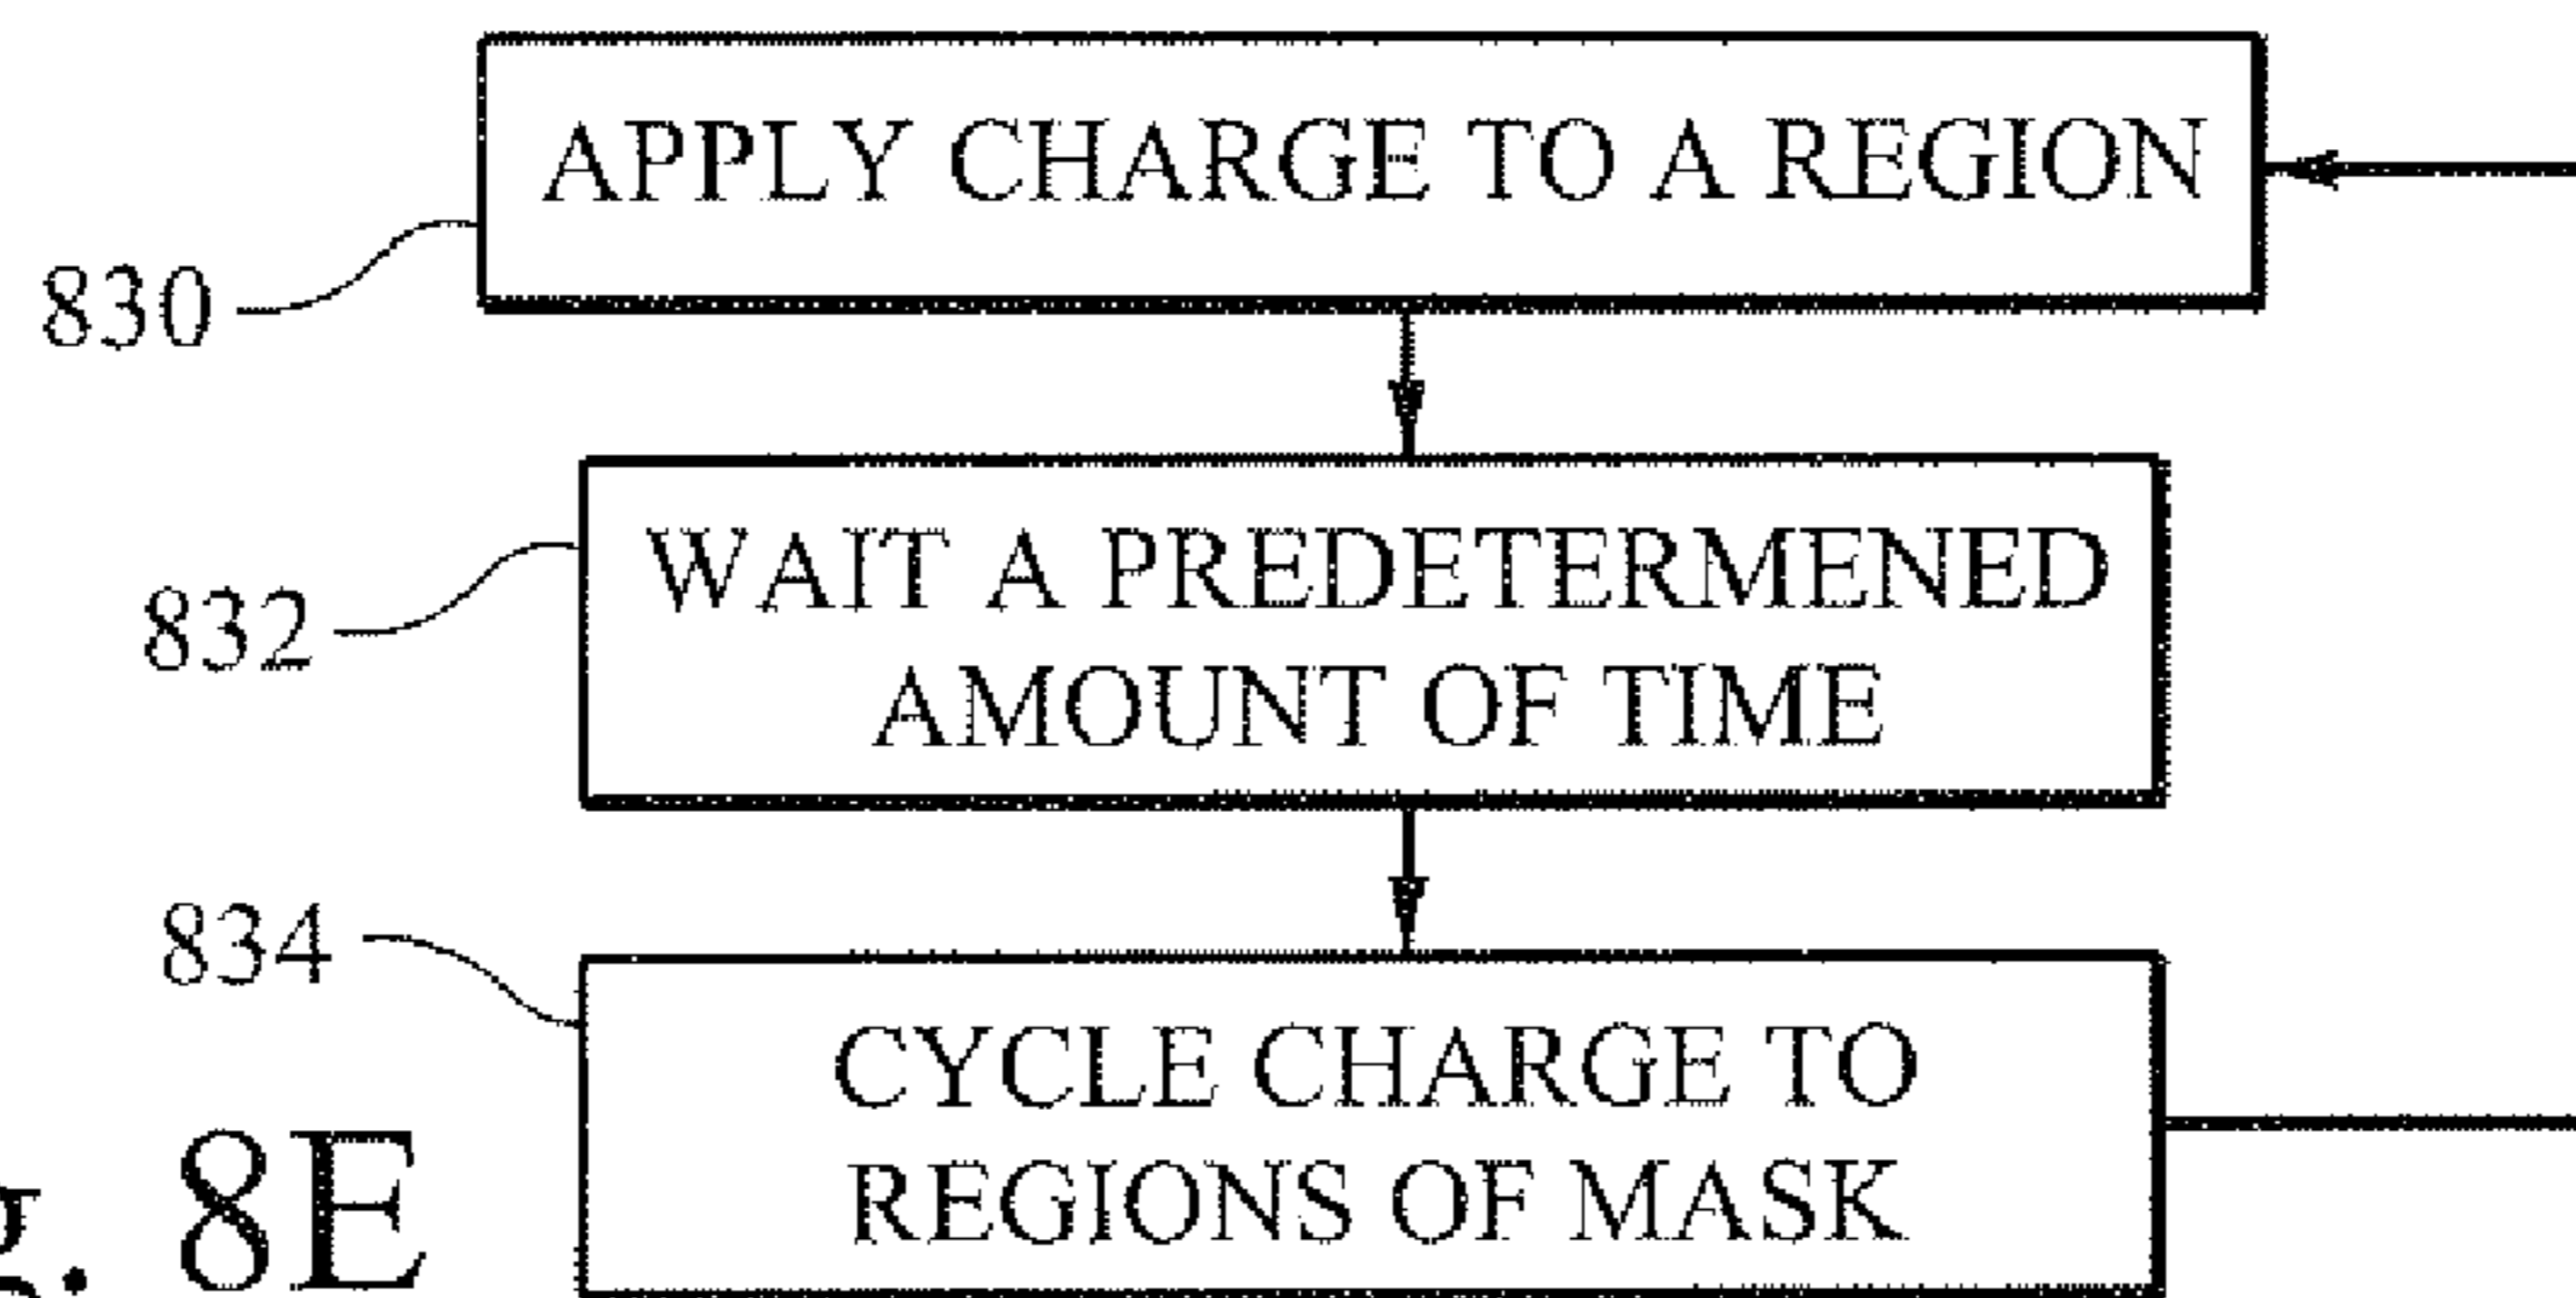 APPLY CHARGE TO A REGION
830
WAIT A PREDETERMENED
AMOUNT OF TIME
832
834
CYCLE CHARGE TO
REGIONS OF MASK
g. 8E